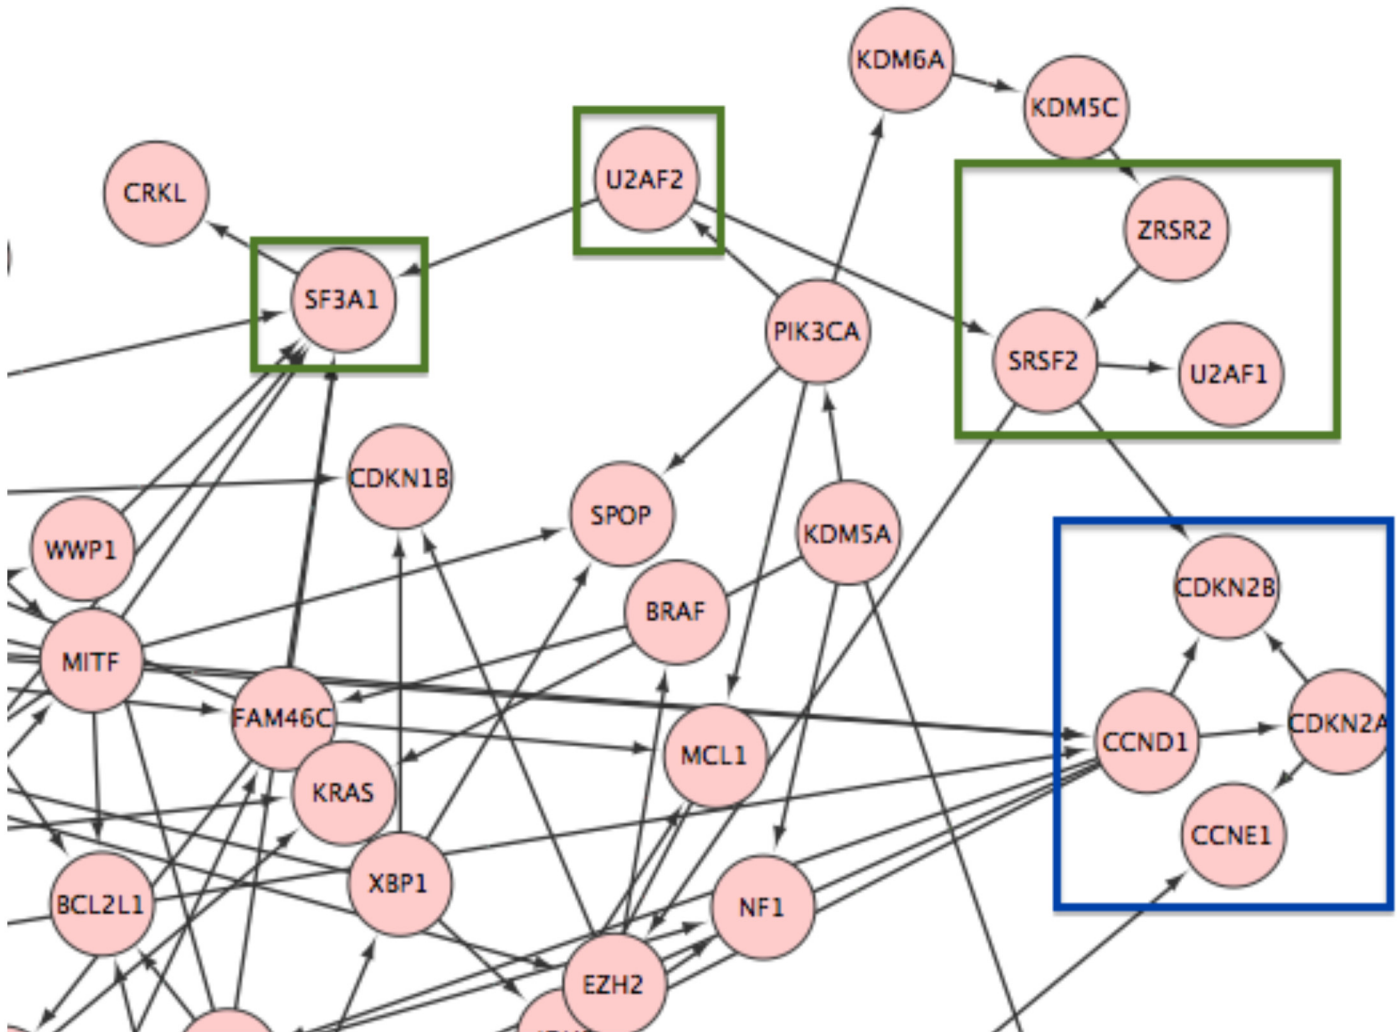 KDM6A
KDM5C
U2AF2
CRKL
ZRSR2
SF3A1
PIK3CA
SRSF2
U2AF1
CDKN1B
SPOP
KDM5A
WWP1
CDKN2B
BRAF
MITF
FAM46C
CDKN2A
CCND1
MCL1
KRAS
CCNE1
XBP1
BCL2L1
NF1
EZH2